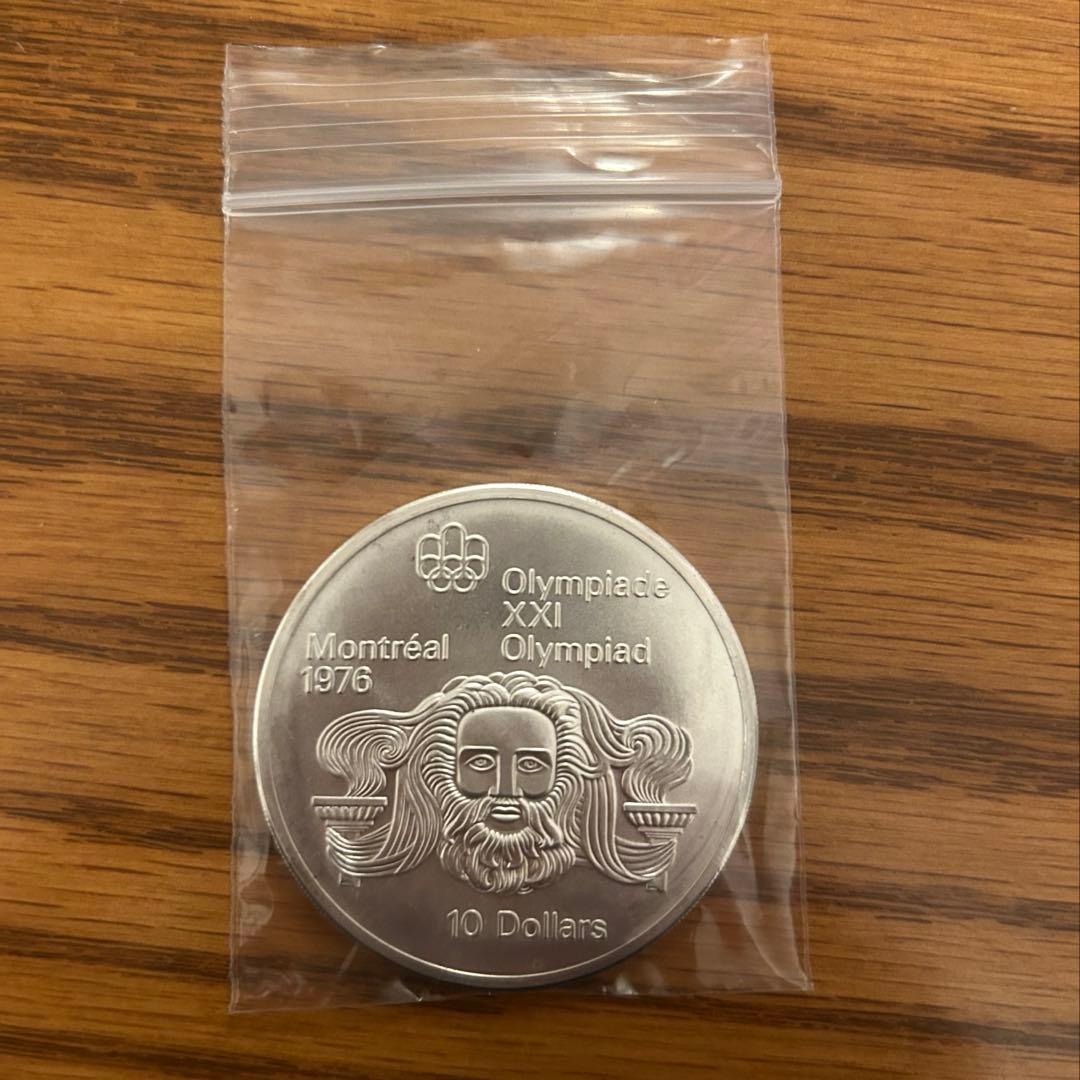 Olympiade
XXI
Olympiad
Montréal
1976
10 Dollars